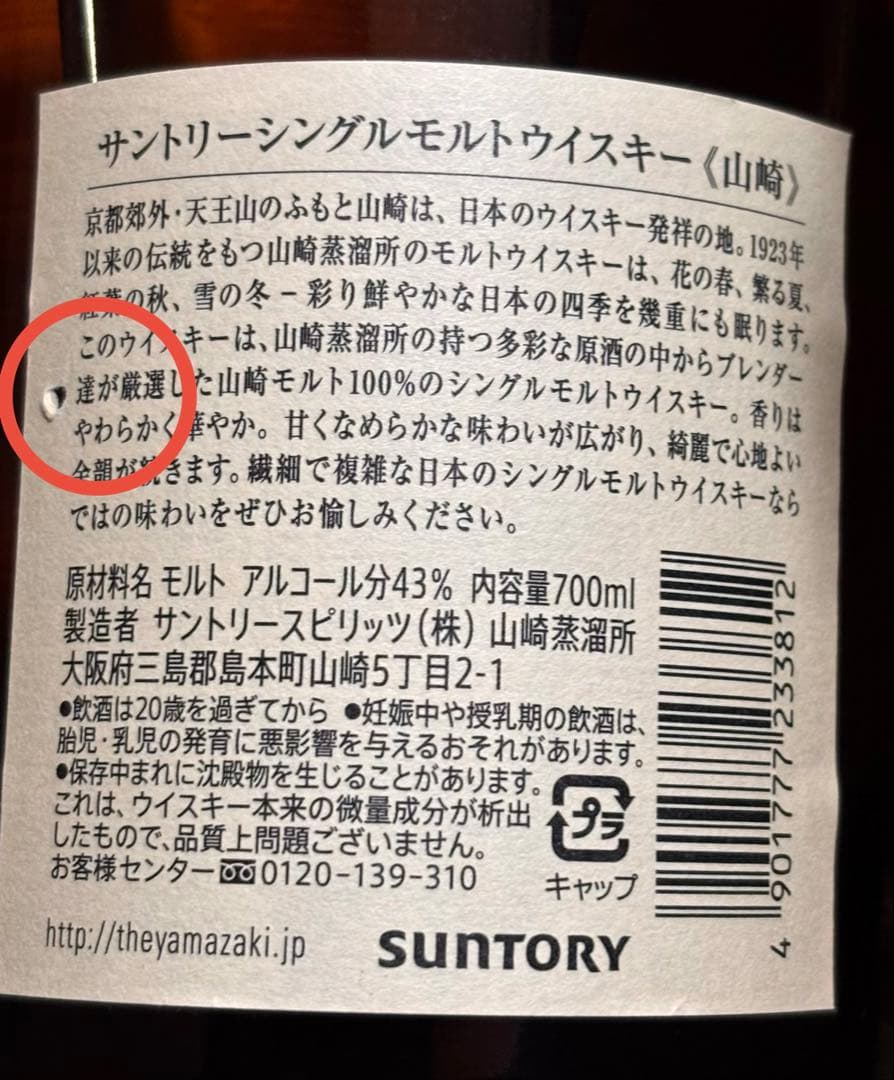 サントリーシングルモルトウイスキー《山崎》
京都郊外・天王山のふもと山崎は、日本のウイスキー発祥の地。1923年
以来の伝統をもつ山崎蒸溜所のモルトウイスキーは、花の春、繁る夏、
紅葉の秋、雪の冬－彩り鮮やかな日本の四季を幾重にも眠ります。
このウイスキーは、山崎蒸溜所の持つ多彩な原酒の中からブレンダー
達が厳選した山崎モルト100%のシングルモルトウイスキー。香りは
やわらかく華やか。甘くなめらかな味わいが広がり、綺麗で心地よい
余韻が続きます。繊細で複雑な日本のシングルモルトウイスキーなら
ではの味わいをぜひお愉しみください。
原材料名 モルト アルコール分43% 内容量700ml
製造者 サントリースピリッツ(株) 山崎蒸溜所
大阪府三島郡島本町山崎5丁目2-1
●飲酒は20歳を過ぎてから ●妊娠中や授乳期の飲酒は、
胎児・乳児の発育に悪影響を与えるおそれがあります。
●保存中まれに沈殿物を生じることがあります。
これは、ウイスキー本来の微量成分が析出
したもので、品質上問題ございません。
お客様センター 0120-139-310
プラ
キャップ
http://theyamazaki.jp
SUNTORY
4 901777 233812